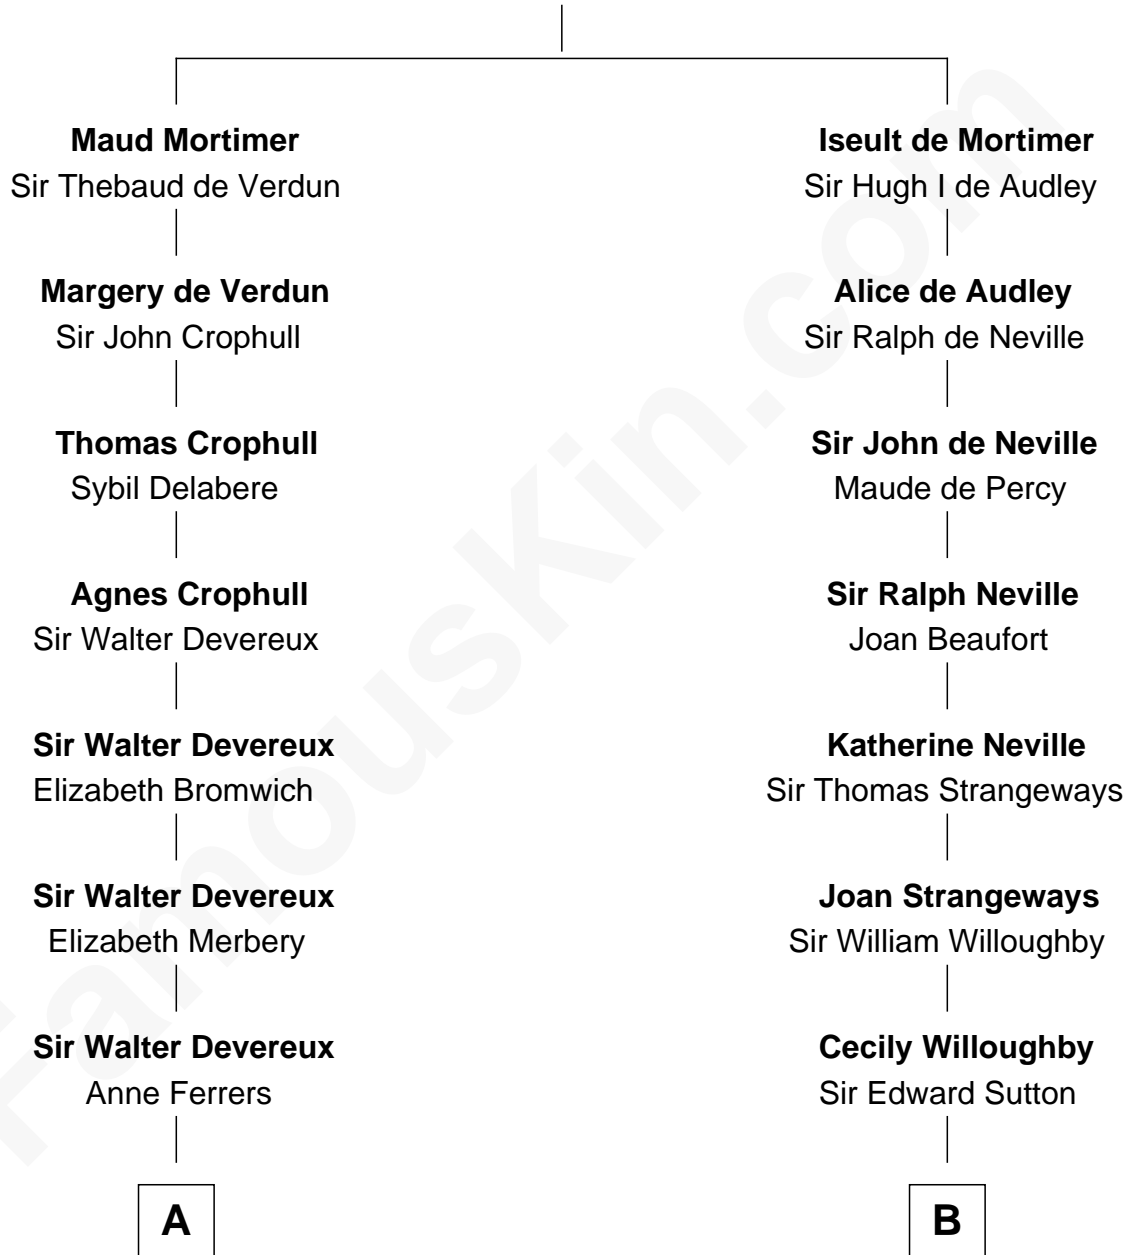 Maud Mortimer
Sir Thebaud de Verdun
Margery de Verdun
Sir John Crophull
Thomas Crophull
Sybil Delabere
Agnes Crophull
Sir Walter Devereux
Sir Walter Devereux
Elizabeth Bromwich
Sir Walter Devereux
Elizabeth Merbery
Sir Walter Devereux
Anne Ferrers
A
Iseult de Mortimer
Sir Hugh I de Audley
Alice de Audley
Sir Ralph de Neville
Sir John de Neville
Maude de Percy
Sir Ralph Neville
Joan Beaufort
Katherine Neville
Sir Thomas Strangeways
Joan Strangeways
Sir William Willoughby
Cecily Willoughby
Sir Edward Sutton
B
FamousKin.com